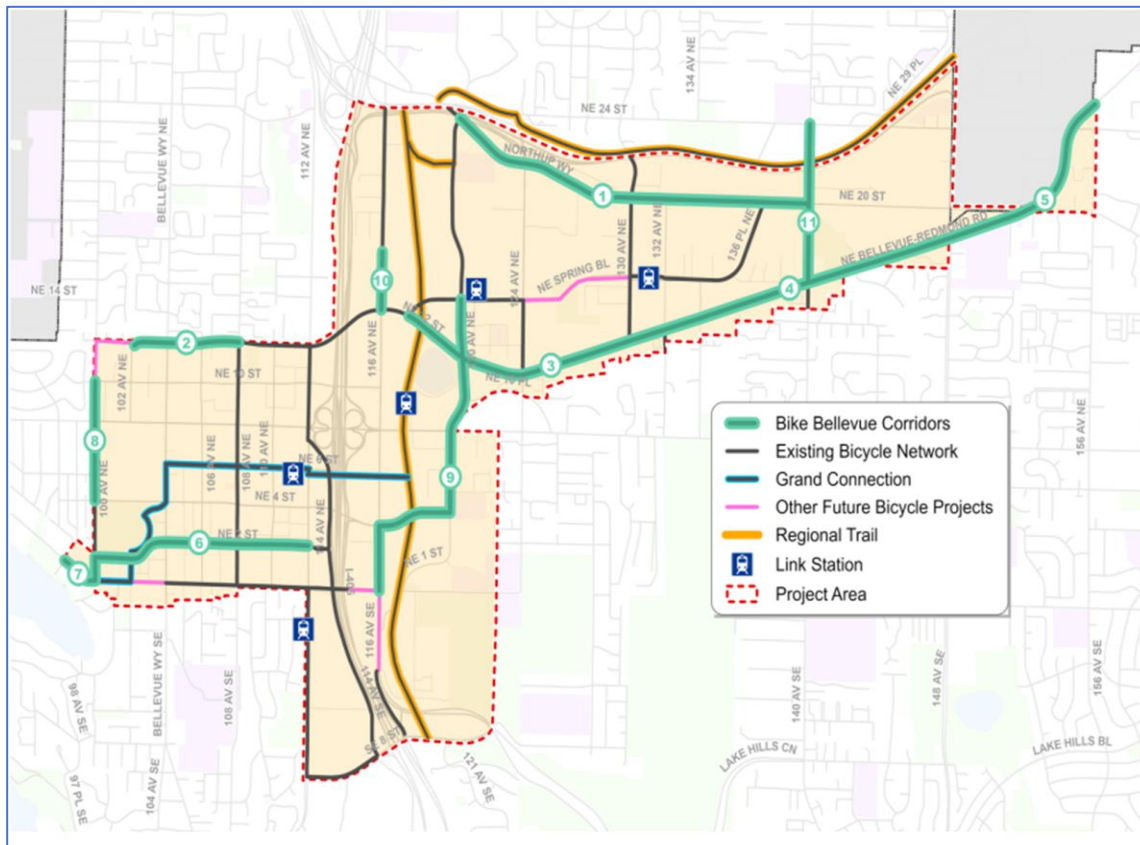 134 AV NE
NE 29 PL
NE 24 ST
112 AV NE
BELLEVUE WY NE
NORTHUP WY
1
NE 20 ST
5
11
130 AV NE
132 AV NE
136 PL NE
NE BELLEVUE-REDMOND RD
10
NE SPRING BL
4
NE 14 ST
116 AV NE
2
3
102 AV NE
NE 10 ST
8
100 AV NE
106 AV NE
108 AV NE
NE 6 ST
NE 4 ST
9
156 AV NE
Bike Bellevue Corridors
Existing Bicycle Network
Grand Connection
Other Future Bicycle Projects
Regional Trail
Link Station
Project Area
NE 2 ST
6
NE 1 ST
7
I-405
116 AV SE
114 AV SE
SE 8 ST
BELLEVUE WY SE
108 AV SE
98 AV SE
104 AV SE
97 PL SE
121 AV SE
140 AV SE
148 AV SE
156 AV SE
LAKE HILLS CN
LAKE HILLS BL